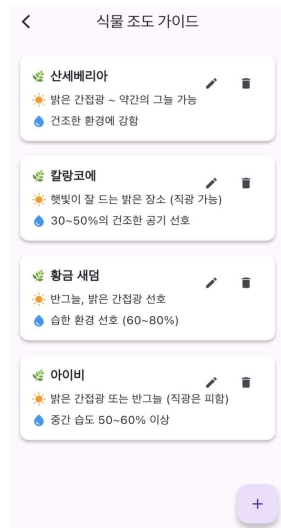 식물 조도 가이드
산세베리아
밝은 간접광 ~ 약간의 그늘 가능
건조한 환경에 강함
칼랑코에
햇빛이 잘 드는 밝은 장소 (직광 가능)
30~50%의 건조한 공기 선호
황금 새덤
반그늘, 밝은 간접광 선호
습한 환경 선호 (60~80%)
아이비
밝은 간접광 또는 반그늘 (직광은 피함)
중간 습도 50~60% 이상